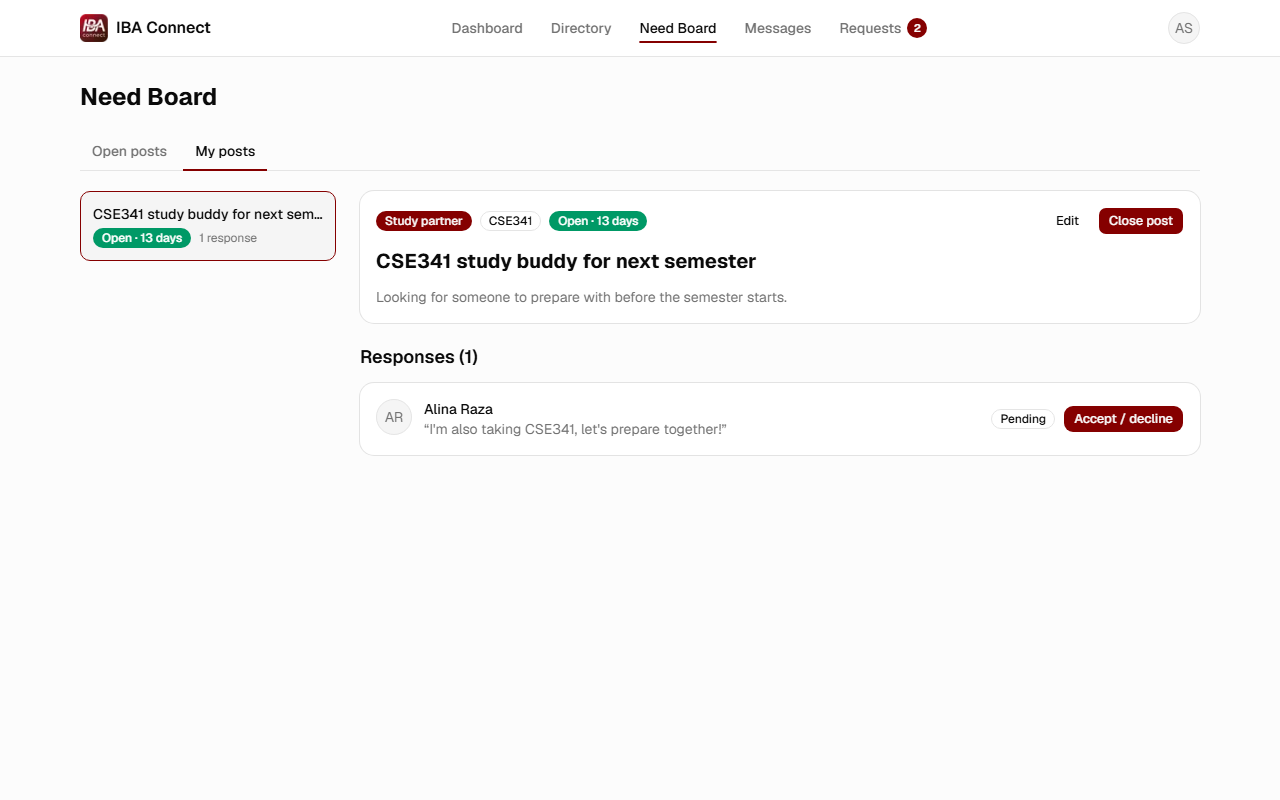 IBA connect
IBA Connect
Dashboard
Directory
Need Board
Messages
Requests 2
AS
Need Board
Open posts
My posts
CSE341 study buddy for next sem...
Open · 13 days
1 response
Study partner
CSE341
Open · 13 days
Edit
Close post
CSE341 study buddy for next semester
Looking for someone to prepare with before the semester starts.
Responses (1)
AR
Alina Raza
“I'm also taking CSE341, let's prepare together!”
Pending
Accept / decline